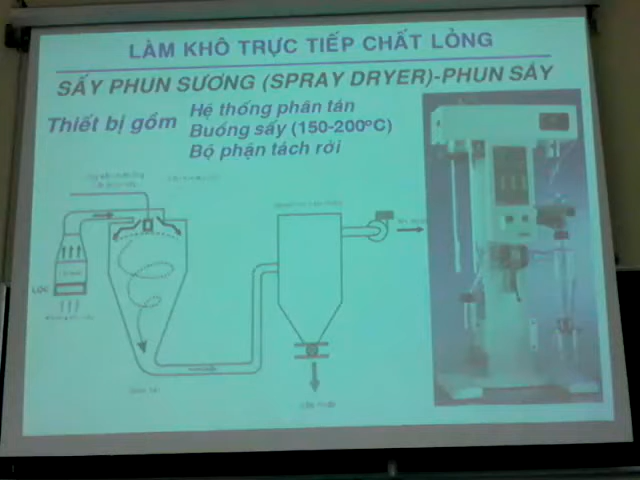 LÀM KHÔ TRỰC TIẾP CHẤT LỎNG
SẤY PHUN SƯƠNG (SPRAY DRYER)-PHUN SẤY
Thiết bị gồm
Hệ thống phân tán
Buồng sấy (150-200ºC)
Bộ phận tách rời
LỌC